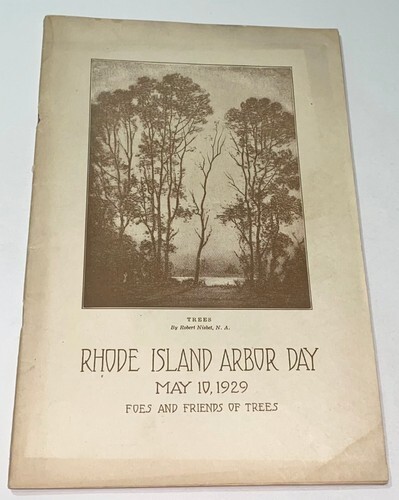 TREES
By Robert Nisbet, N. A.
RHODE ISLAND ARBOR DAY
MAY 10, 1929
FOES AND FRIENDS OF TREES